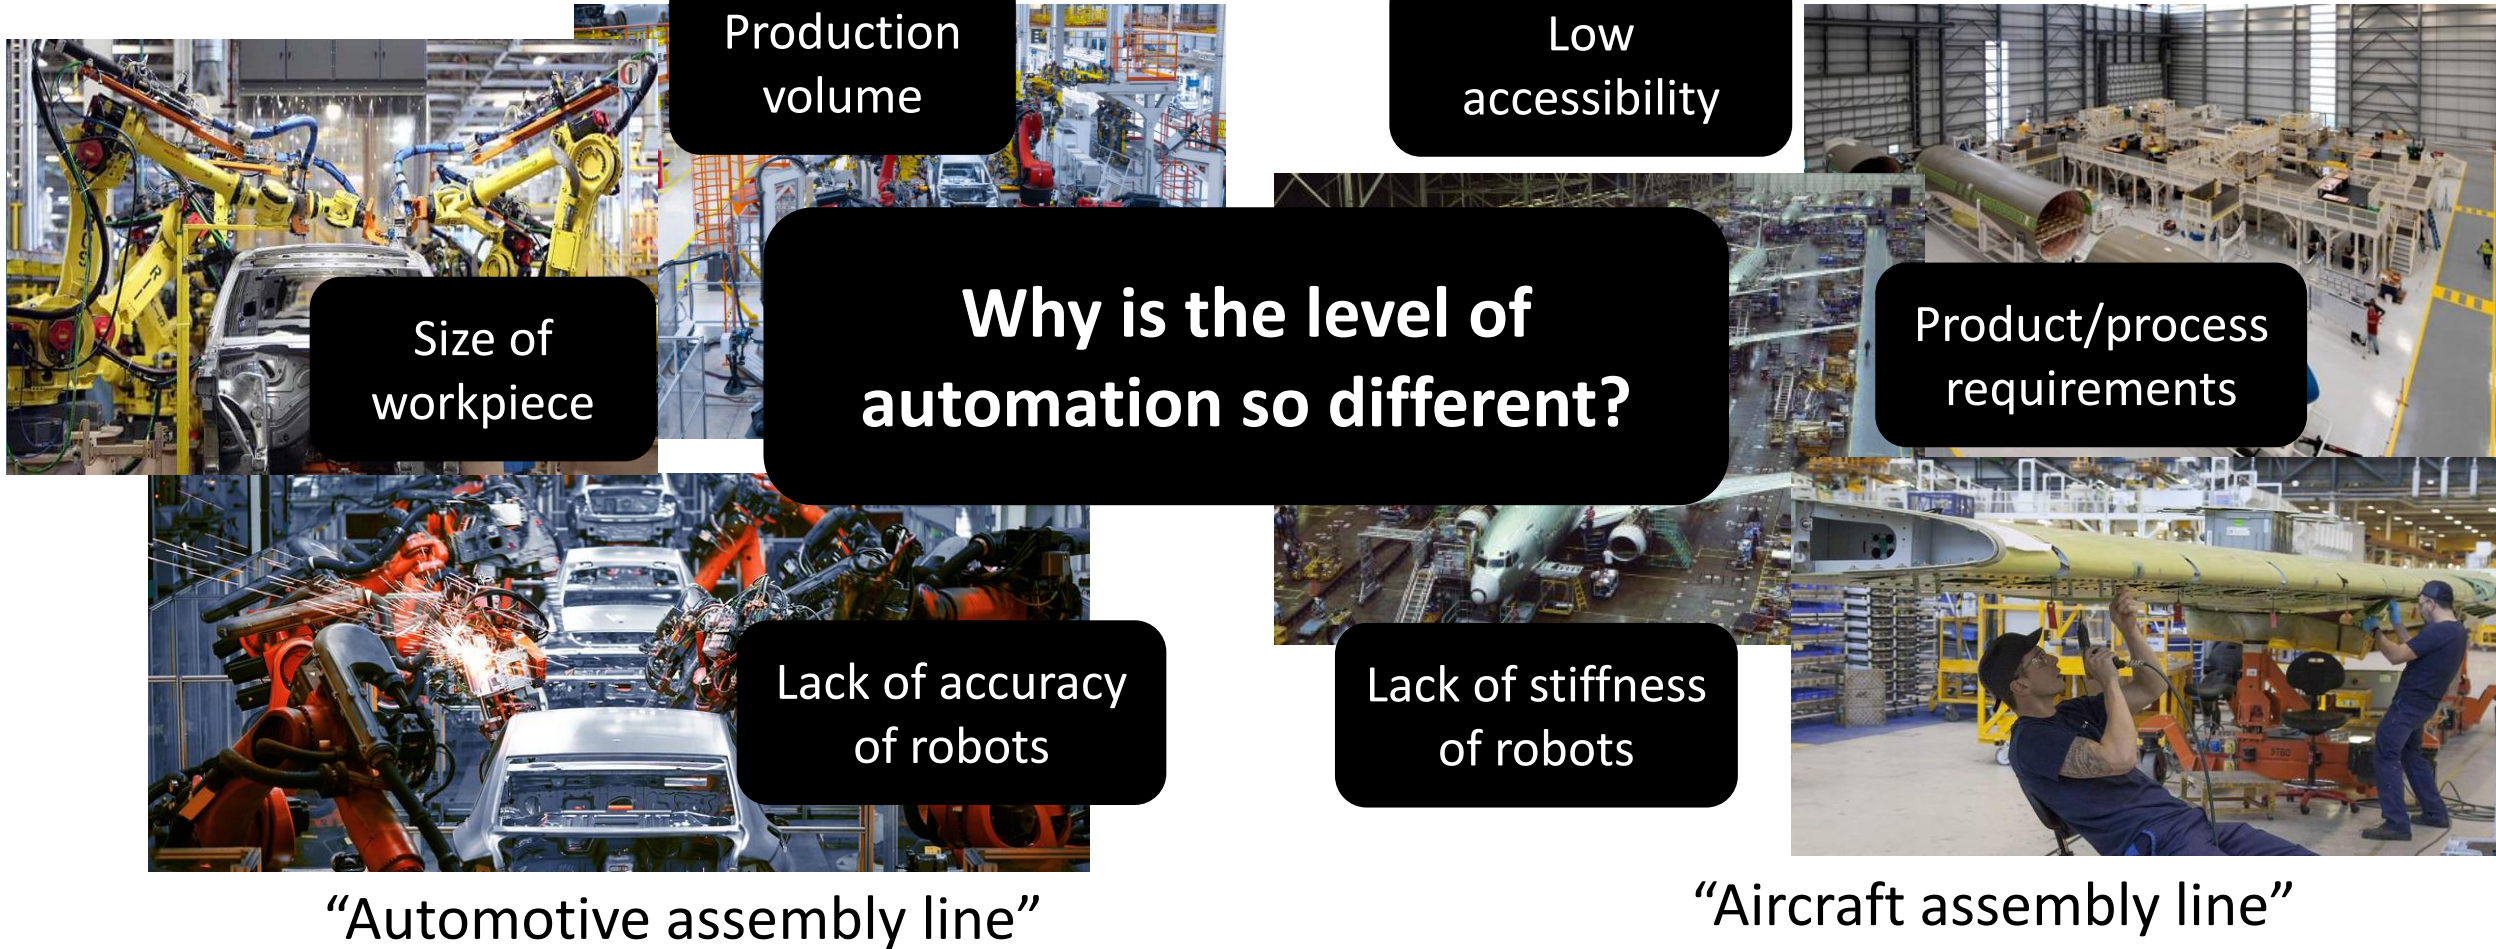 Production
volume
Low
accessibility
Why is the level of
automation so different?
Size of
workpiece
Product/process
requirements
Lack of accuracy
of robots
Lack of stiffness
of robots
“Automotive assembly line”
“Aircraft assembly line”